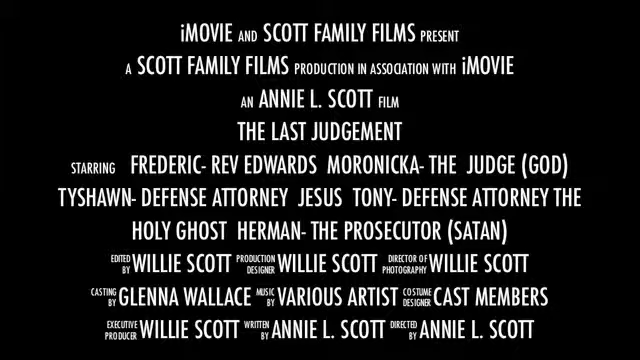 iMOVIE AND SCOTT FAMILY FILMS PRESENT
A SCOTT FAMILY FILMS PRODUCTION IN ASSOCIATION WITH iMOVIE
AN ANNIE L. SCOTT FILM
THE LAST JUDGEMENT
STARRING FREDERIC- REV EDWARDS MORONICKA- THE JUDGE (GOD)
TYSHAWN- DEFENSE ATTORNEY JESUS TONY- DEFENSE ATTORNEY THE
HOLY GHOST HERMAN- THE PROSECUTOR (SATAN)
EDITED BY WILLIE SCOTT PRODUCTION DESIGNER WILLIE SCOTT DIRECTOR OF PHOTOGRAPHY WILLIE SCOTT
CASTING BY GLENNA WALLACE MUSIC BY VARIOUS ARTIST COSTUME DESIGNER CAST MEMBERS
EXECUTIVE PRODUCER WILLIE SCOTT WRITTEN BY ANNIE L. SCOTT DIRECTED BY ANNIE L. SCOTT